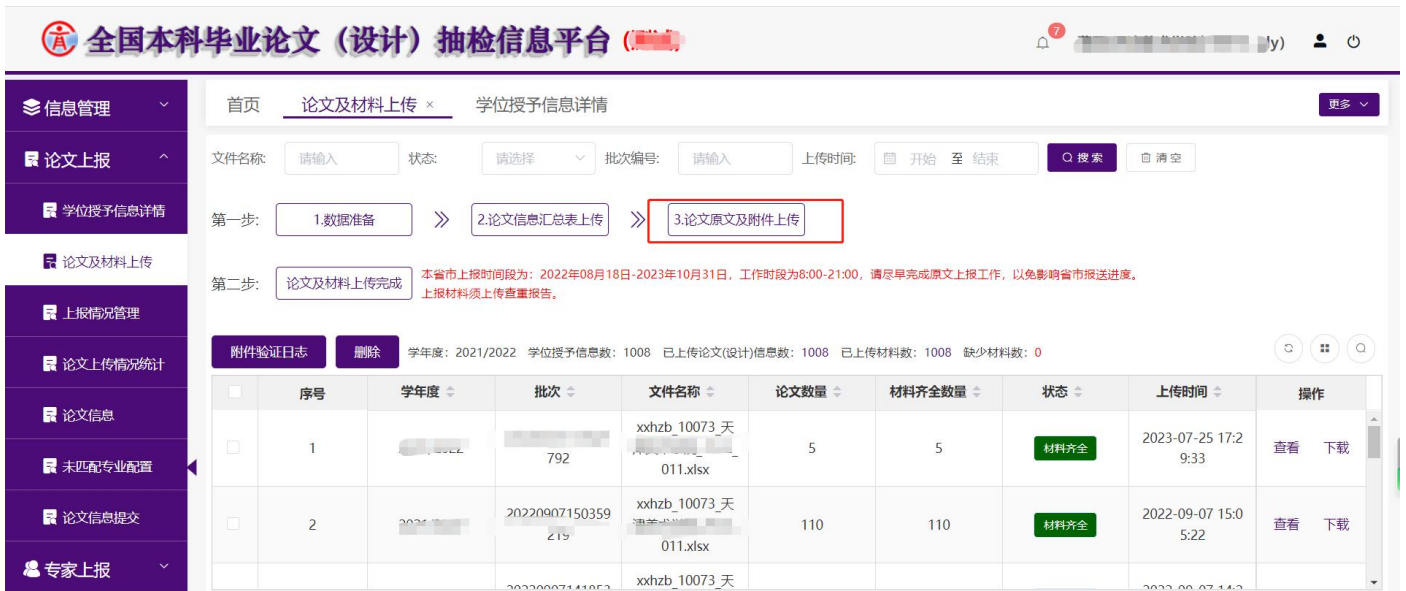 全国本科毕业论文（设计）抽检信息平台
7
ly)
信息管理
论文上报
学位授予信息详情
论文及材料上传
上报情况管理
论文上传情况统计
论文信息
未匹配专业配置
论文信息提交
专家上报
首页 论文及材料上传 × 学位授予信息详情 更多
文件名称: 请输入 状态: 请选择 批次编号: 请输入 上传时间: 开始 至 结束 搜索 清空
第一步: 1.数据准备 2.论文信息汇总表上传 3.论文原文及附件上传
第二步: 论文及材料上传完成
本省市上报时间段为：2022年08月18日-2023年10月31日，工作时段为8:00-21:00，请尽早完成原文上报工作，以免影响省市报送进度。
上报材料须上传查重报告。
附件验证日志 删除 学年度：2021/2022 学位授予信息数：1008 已上传论文(设计)信息数：1008 已上传材料数：1008 缺少材料数：0
序号 学年度 批次 文件名称 论文数量 材料齐全数量 状态 上传时间 操作
1 792 xxhzb_10073_天 011.xlsx 5 5 材料齐全 2023-07-25 17:29:33 查看 下载
2 20220907150359 219 xxhzb_10073_天 011.xlsx 110 110 材料齐全 2022-09-07 15:05:22 查看 下载
xxhzb_10073_天